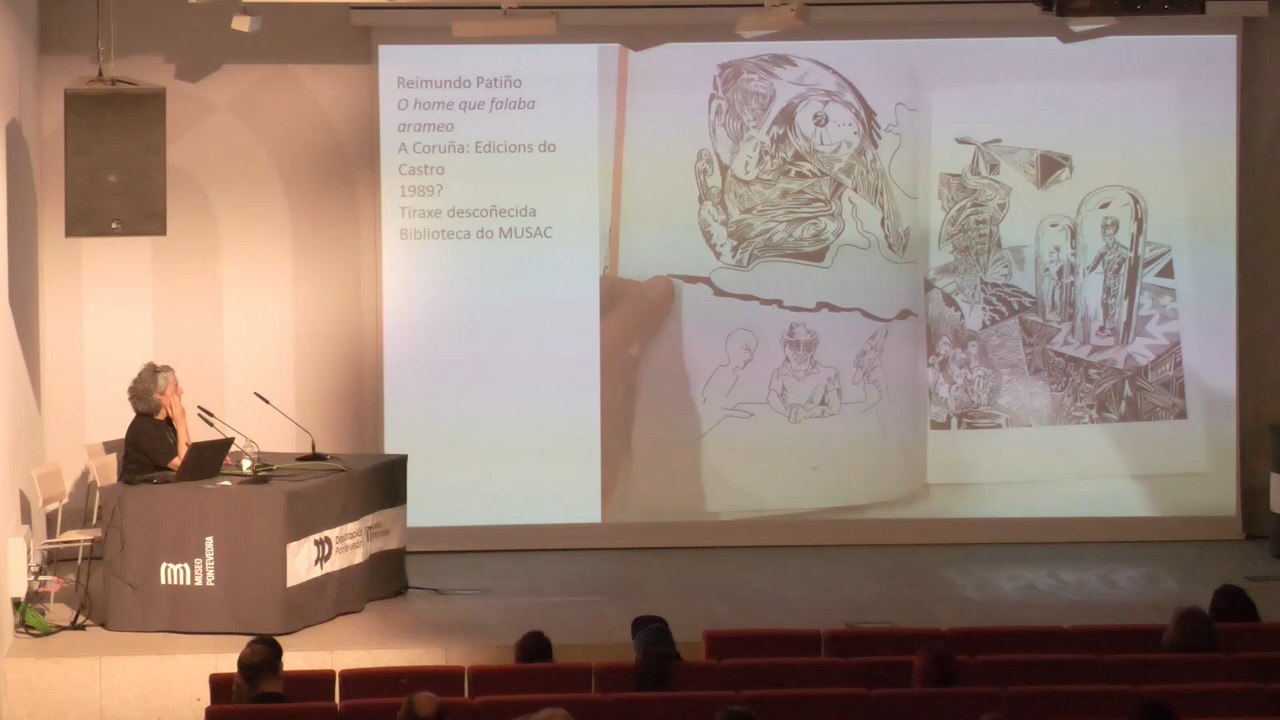 Reimundo Patiño
O home que falaba
arameo
A Coruña: Edicions do
Castro
1989?
Tiraxe descoñecida
Biblioteca do MUSAC
MUSEO
PONTEVEDRA
Deputación
Pontevedra